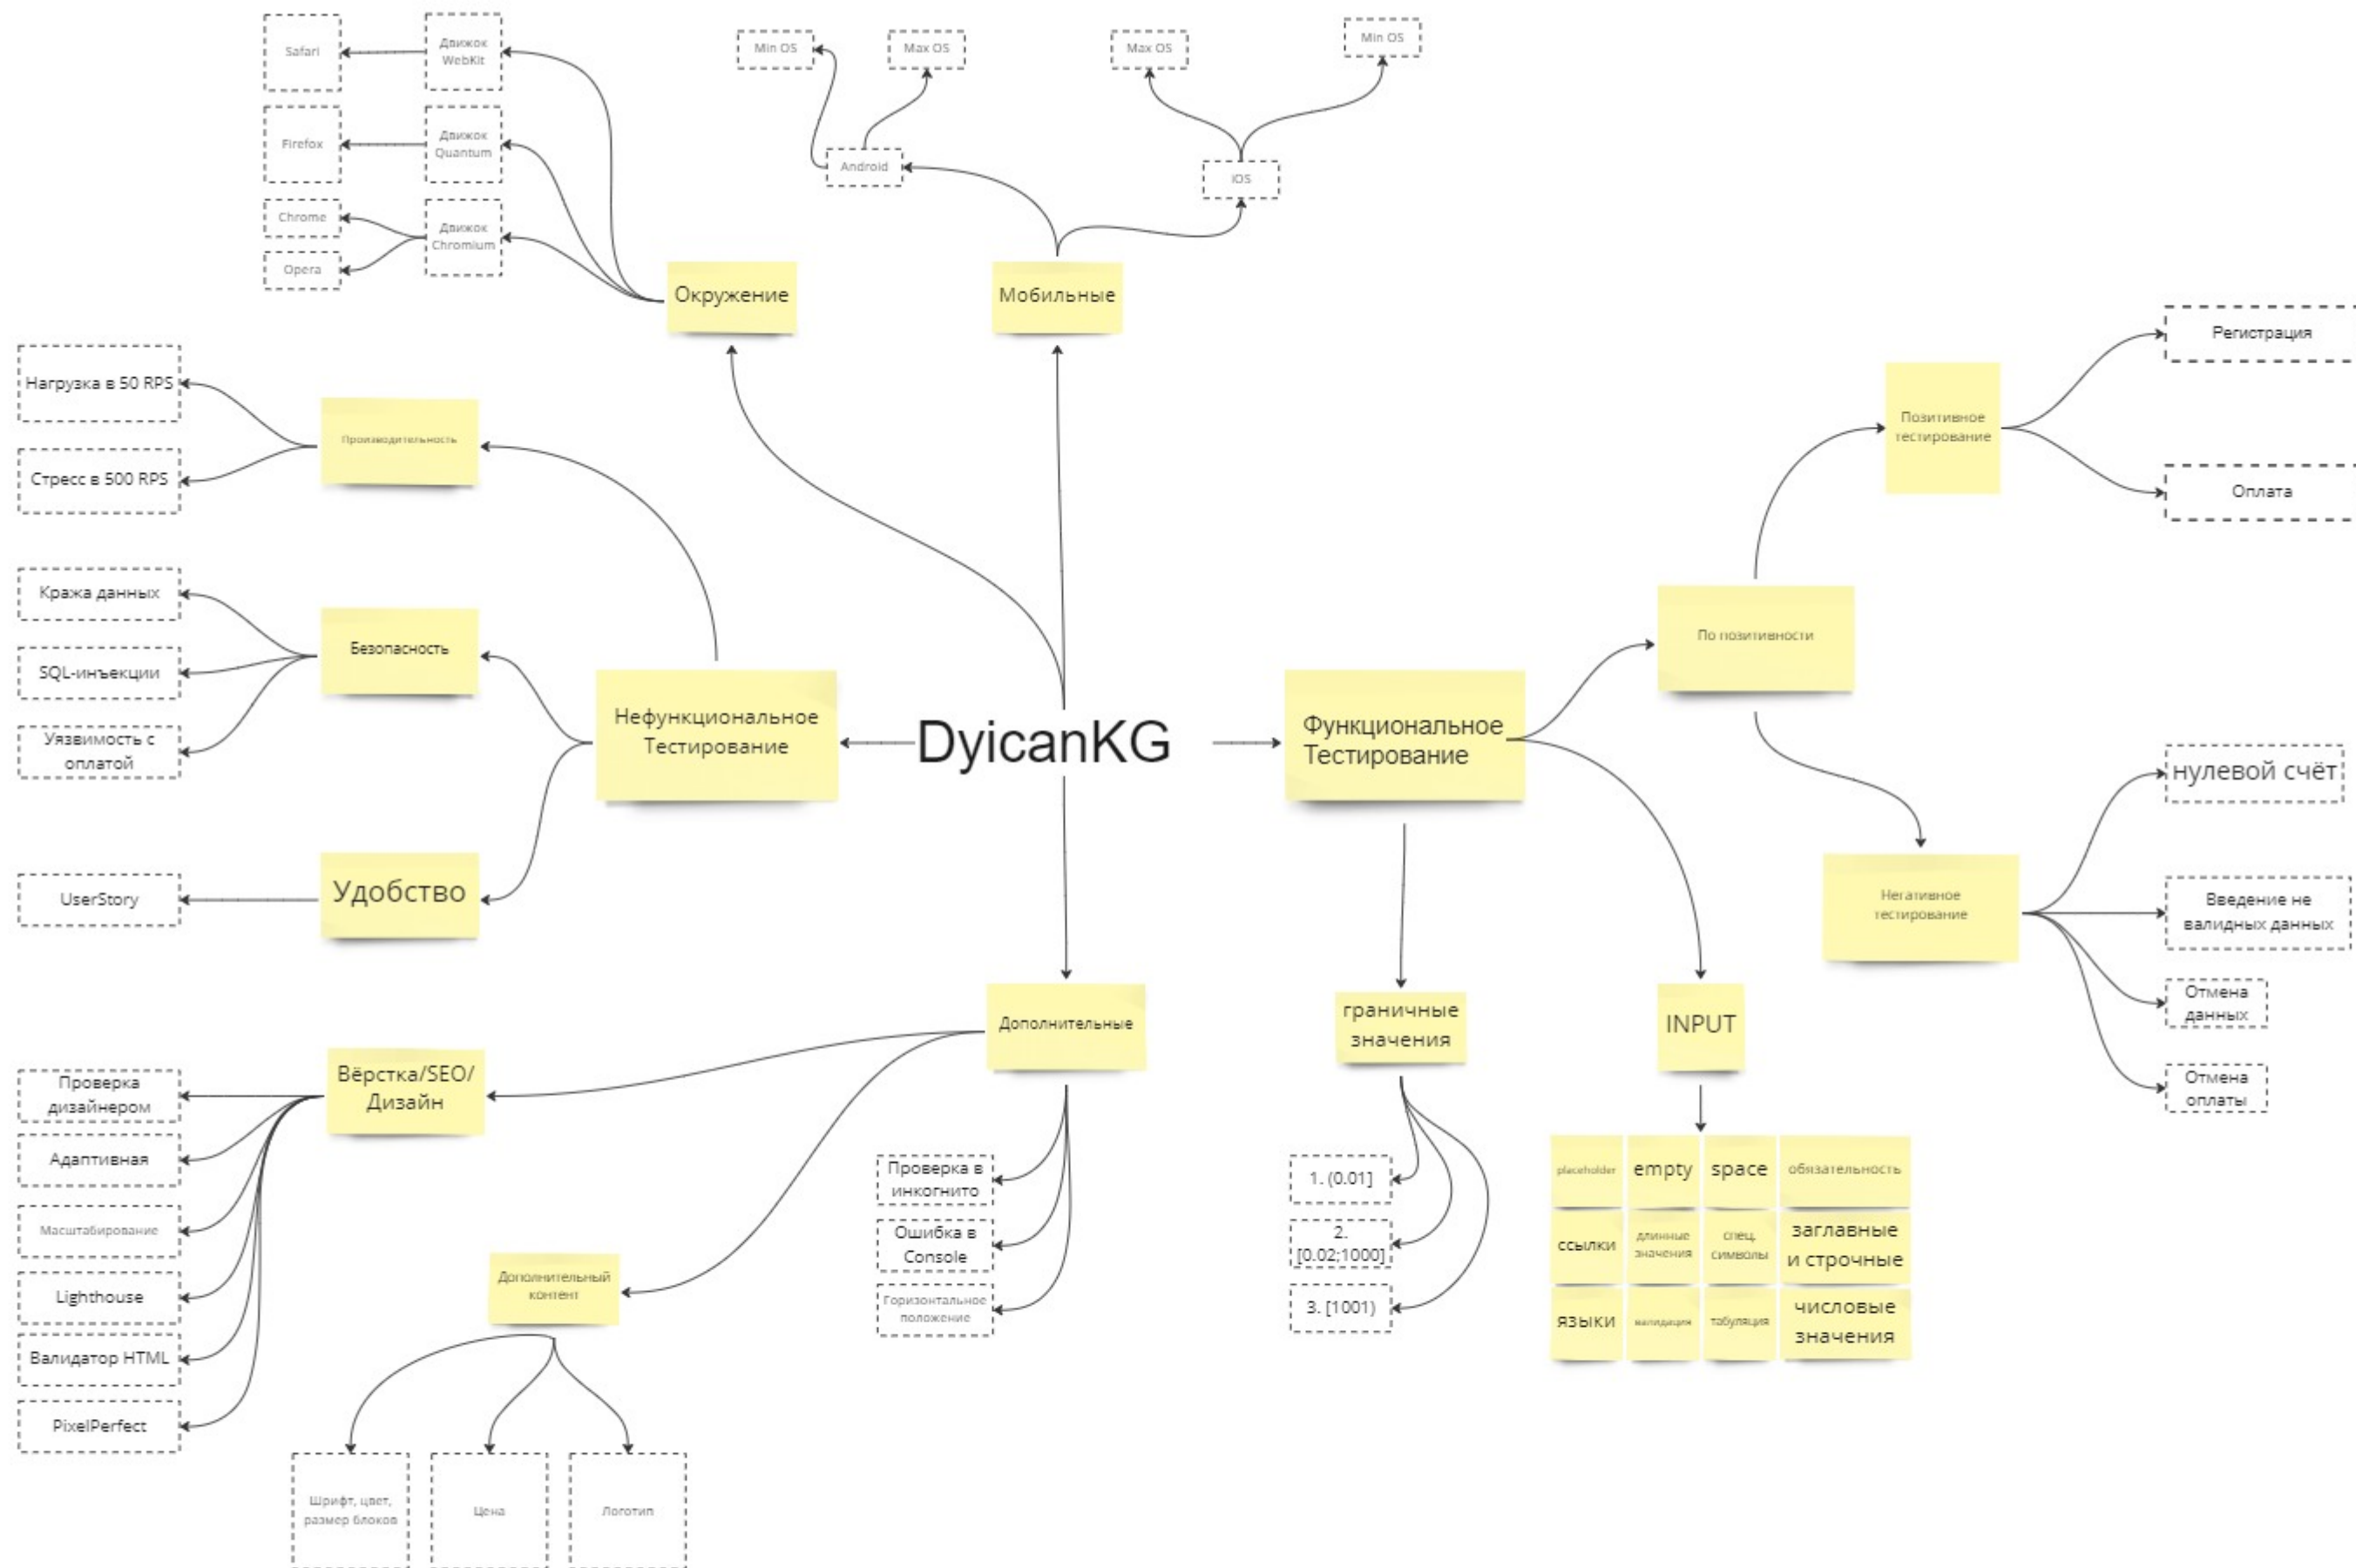 Safari
Движок
WebKit
Firefox
Движок
Quantum
Chrome
Opera
Движок
Chromium
Окружение
Min OS
Max OS
Android
Max OS
Min OS
iOS
Мобильные
Нагрузка в 50 RPS
Стресс в 500 RPS
Производительность
Кража данных
SQL-инъекции
Уязвимость с
оплатой
Безопасность
UserStory
Удобство
Нефункциональное
Тестирование
DyicanKG
Функциональное
Тестирование
По позитивности
Позитивное
тестирование
Регистрация
Оплата
Негативное
тестирование
нулевой счёт
Введение не
валидных данных
Отмена
данных
Отмена
оплаты
Дополнительные
Вёрстка/SEO/
Дизайн
Проверка
дизайнером
Адаптивная
Масштабирование
Lighthouse
Валидатор HTML
PixelPerfect
Дополнительный
контент
Шрифт, цвет,
размер блоков
Цена
Логотип
Проверка в
инкогнито
Ошибка в
Console
Горизонтальное
положение
граничные
значения
1. (0.01]
2.
[0.02;1000]
3. [1001)
INPUT
placeholder
empty
space
обязательность
ссылки
длинные
значения
спец.
символы
заглавные
и строчные
языки
валидация
табуляция
числовые
значения